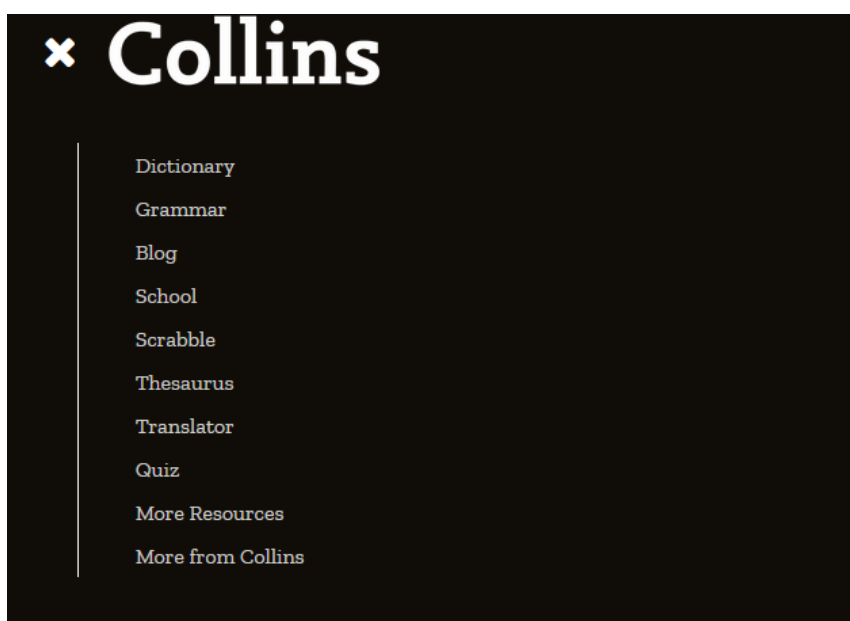 Collins
Dictionary
Grammar
Blog
School
Scrabble
Thesaurus
Translator
Quiz
More Resources
More from Collins